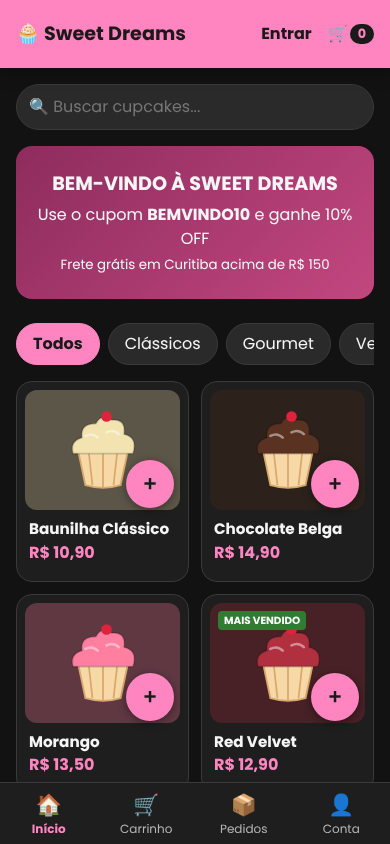 🧁 Sweet Dreams Entrar 🛒 0
🔍 Buscar cupcakes...
BEM-VINDO À SWEET DREAMS
Use o cupom BEMVINDO10 e ganhe 10%
OFF
Frete grátis em Curitiba acima de R$ 150
Todos Clássicos Gourmet Ve
+ +
Baunilha Clássico Chocolate Belga
R$ 10,90 R$ 14,90
MAIS VENDIDO
+ +
Morango Red Velvet
R$ 13,50 R$ 12,90
Início Carrinho Pedidos Conta